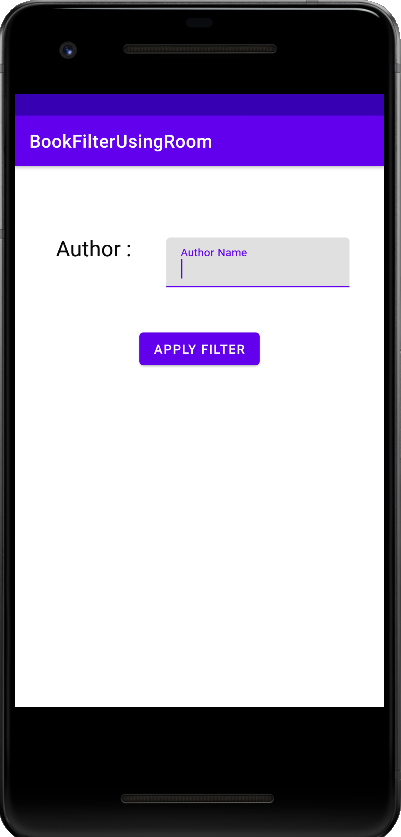 BookFilterUsingRoom
Author :
Author Name
APPLY FILTER